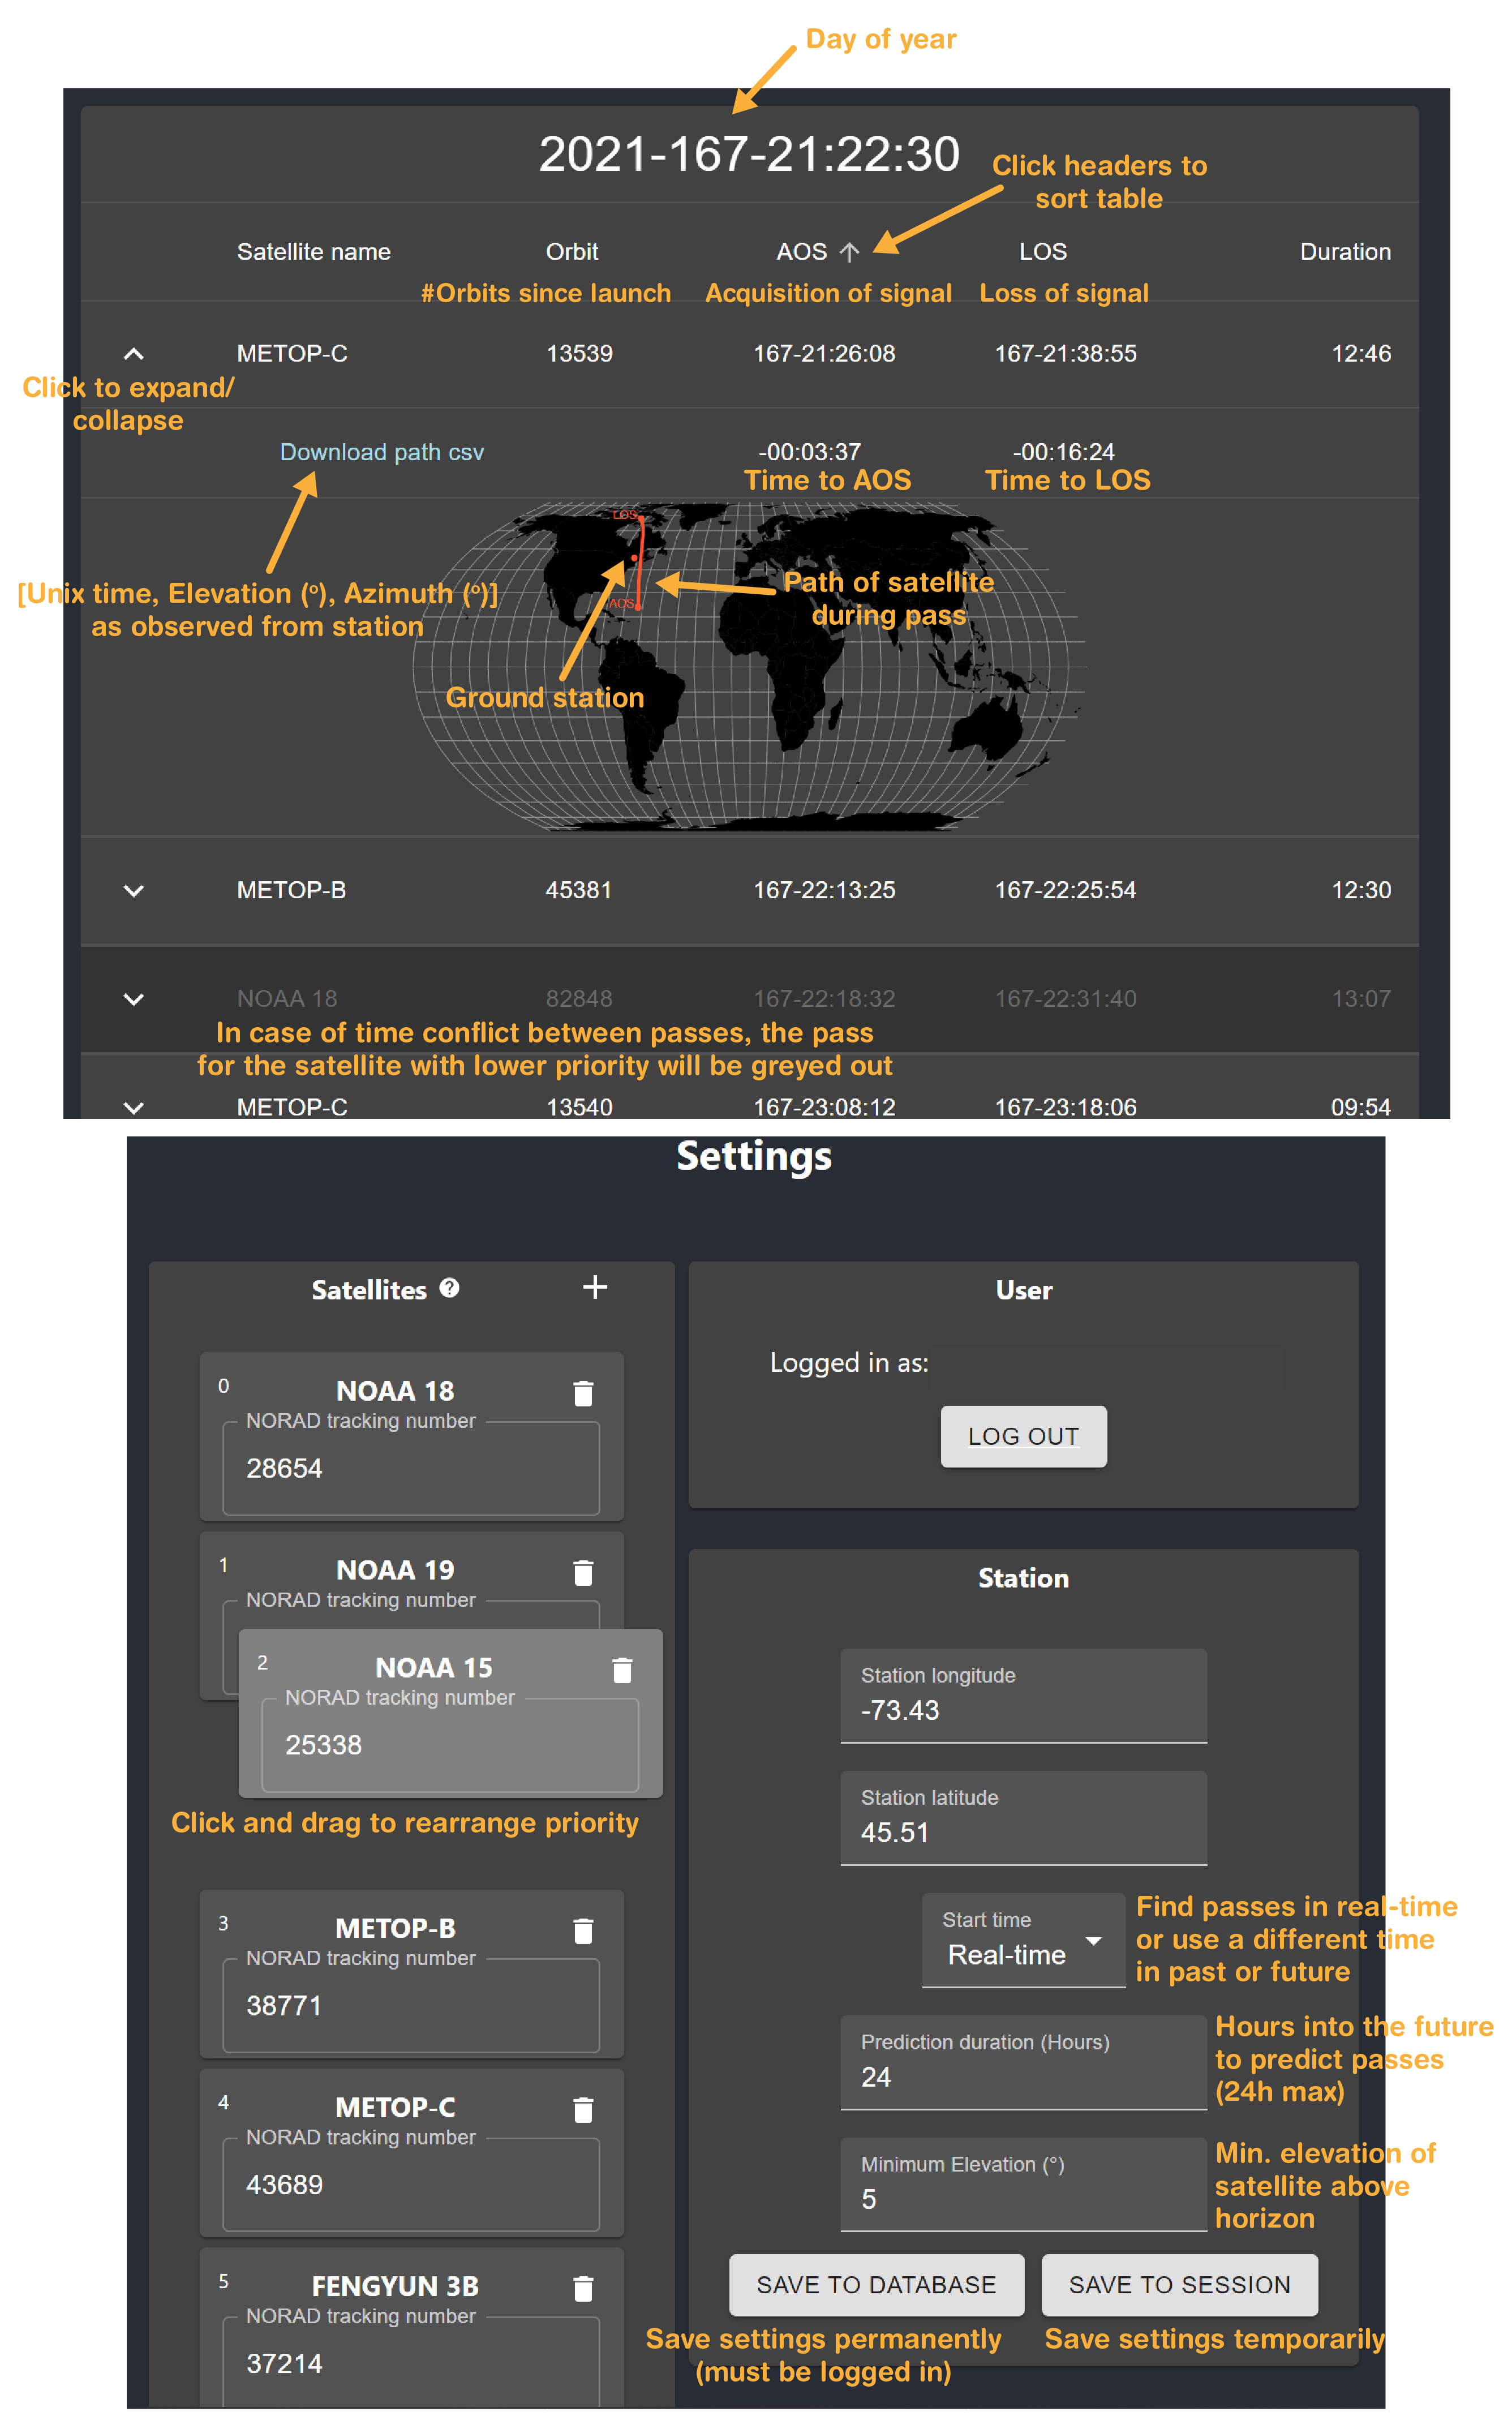 Day of year
2021-167-21:22:30
Click headers to
sort table
Satellite name Orbit AOS LOS Duration
#Orbits since launch Acquisition of signal Loss of signal
METOP-C 13539 167-21:26:08 167-21:38:55 12:46
Click to expand/
collapse
Download path csv -00:03:37 -00:16:24
Time to AOS Time to LOS
LOS
[Unix time, Elevation (º), Azimuth (º)]
as observed from station
Path of satellite
during pass
AOS
Ground station
METOP-B 45381 167-22:13:25 167-22:25:54 12:30
NOAA 18 82848 167-22:18:32 167-22:31:40 13:07
In case of time conflict between passes, the pass
for the satellite with lower priority will be greyed out
METOP-C 13540 167-23:08:12 167-23:18:06 09:54
Settings
Satellites ? +
0 NOAA 18
NORAD tracking number
28654
1 NOAA 19
NORAD tracking number
2 NOAA 15
NORAD tracking number
25338
Click and drag to rearrange priority
3 METOP-B
NORAD tracking number
38771
4 METOP-C
NORAD tracking number
43689
5 FENGYUN 3B
NORAD tracking number
37214
User
Logged in as:
LOG OUT
Station
Station longitude
-73.43
Station latitude
45.51
Start time
Real-time
Find passes in real-time
or use a different time
in past or future
Prediction duration (Hours)
24
Hours into the future
to predict passes
(24h max)
Minimum Elevation (°)
5
Min. elevation of
satellite above
horizon
SAVE TO DATABASE SAVE TO SESSION
Save settings permanently
(must be logged in)
Save settings temporarily